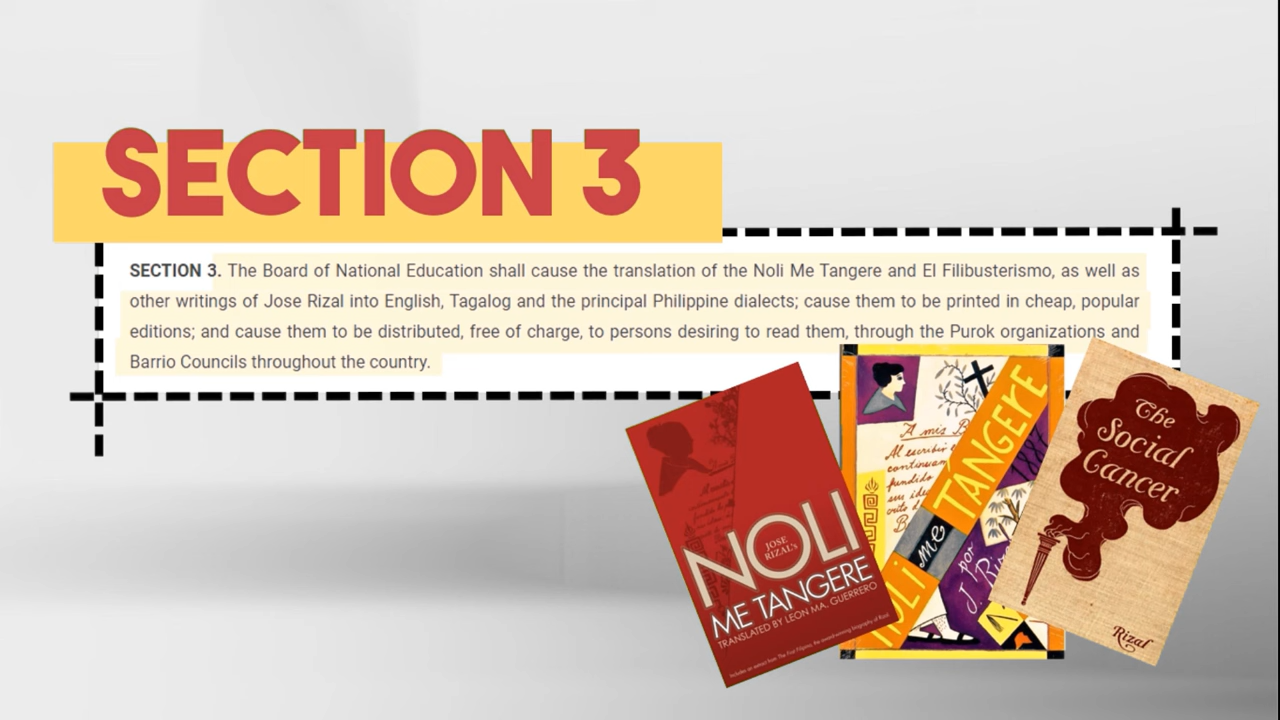 SECTION 3
SECTION 3. The Board of National Education shall cause the translation of the Noli Me Tangere and El Filibusterismo, as well as
other writings of Jose Rizal into English, Tagalog and the principal Philippine dialects; cause them to be printed in cheap, popular
editions; and cause them to be distributed, free of charge, to persons desiring to read them, through the Purok organizations and
Barrio Councils throughout the country.
NOLI
JOSE
RIZAL's
ME TANGERE
TRANSLATED BY LEON MA. GUERRERO
A mis
Al escribir
NOLI me TANGERE
1887
por
The
Social
Cancer
Rizal